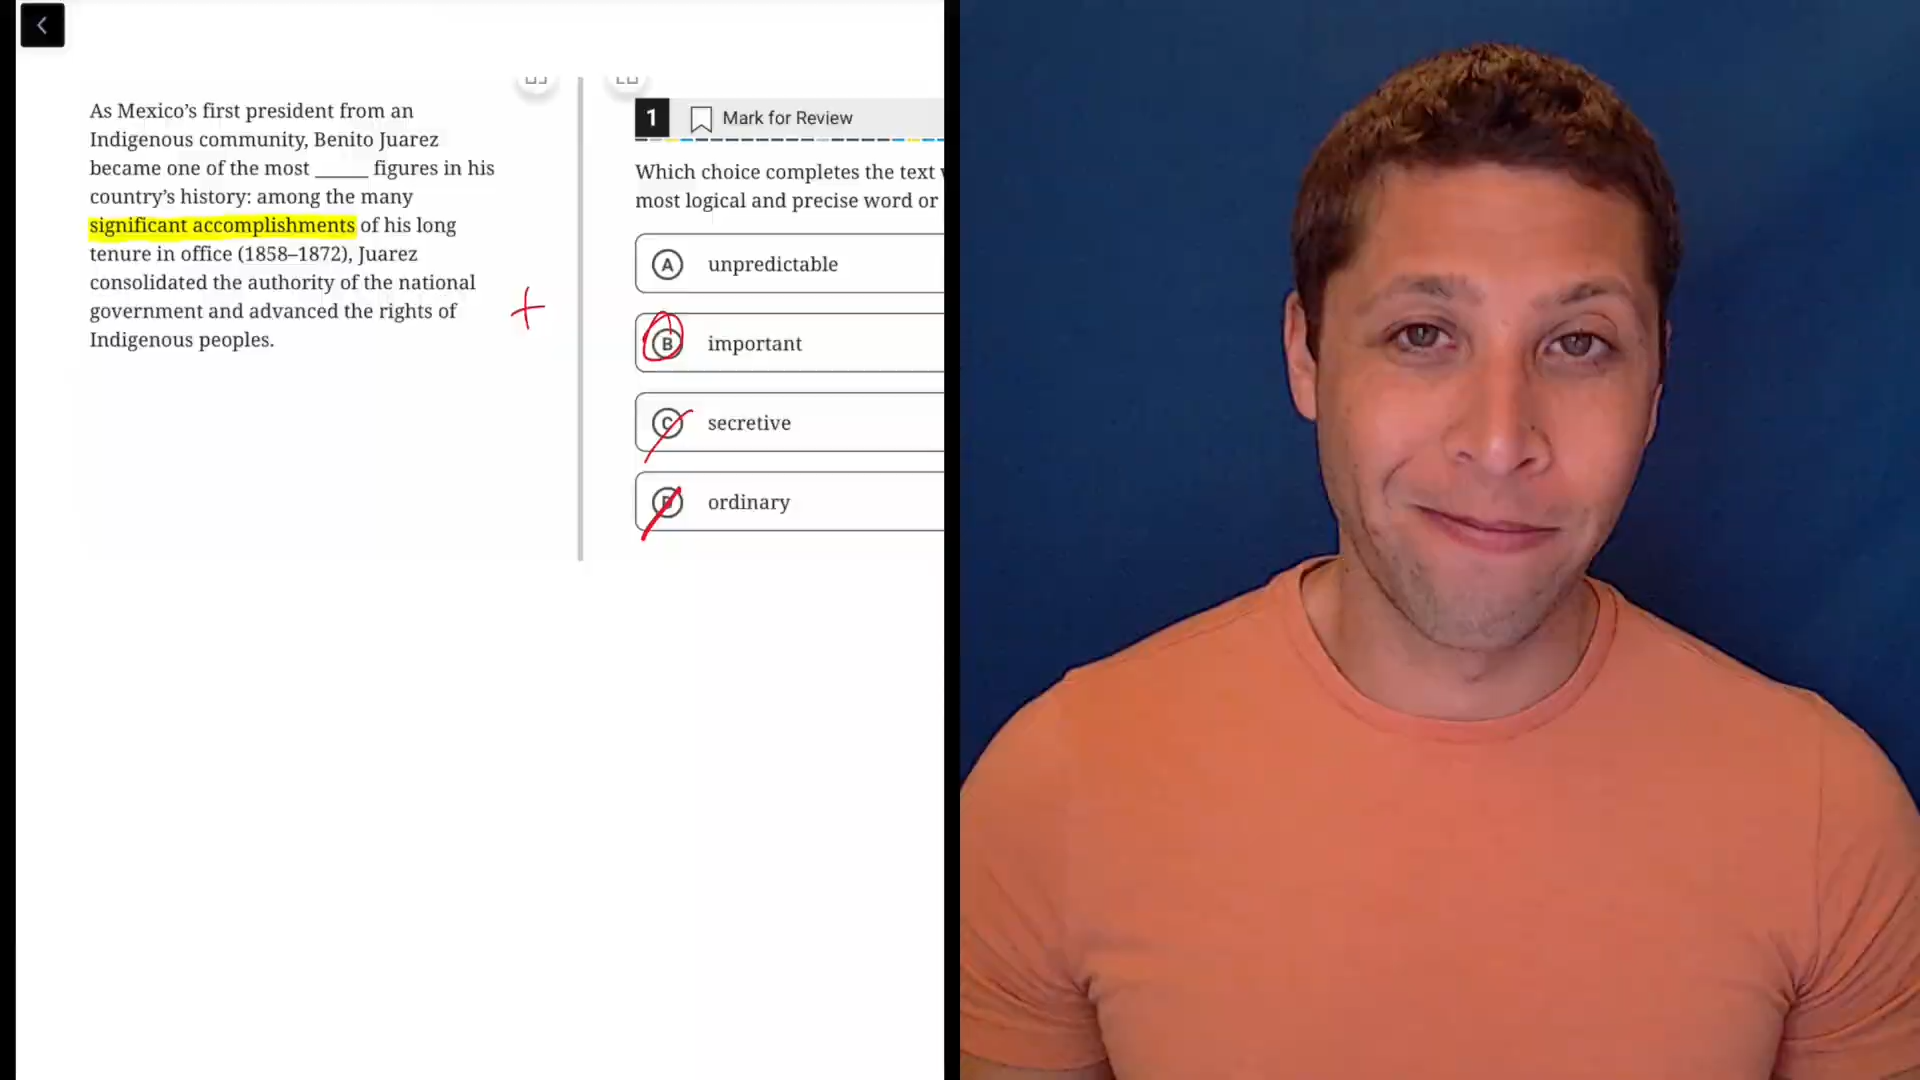 As Mexico’s first president from an
Indigenous community, Benito Juarez
became one of the most ______ figures in his
country’s history: among the many
significant accomplishments of his long
tenure in office (1858–1872), Juarez
consolidated the authority of the national
government and advanced the rights of
Indigenous peoples.
+
1 Mark for Review
Which choice completes the text
most logical and precise word or
A unpredictable
B important
C secretive
D ordinary